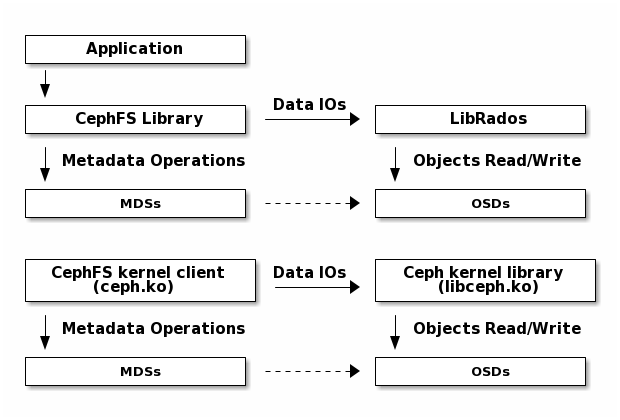 Application
Data IOs
CephFS Library
LibRados
Metadata Operations
Objects Read/Write
MDSs
OSDs
CephFS kernel client
(ceph.ko)
Data IOs
Ceph kernel library
(libceph.ko)
Metadata Operations
Objects Read/Write
MDSs
OSDs